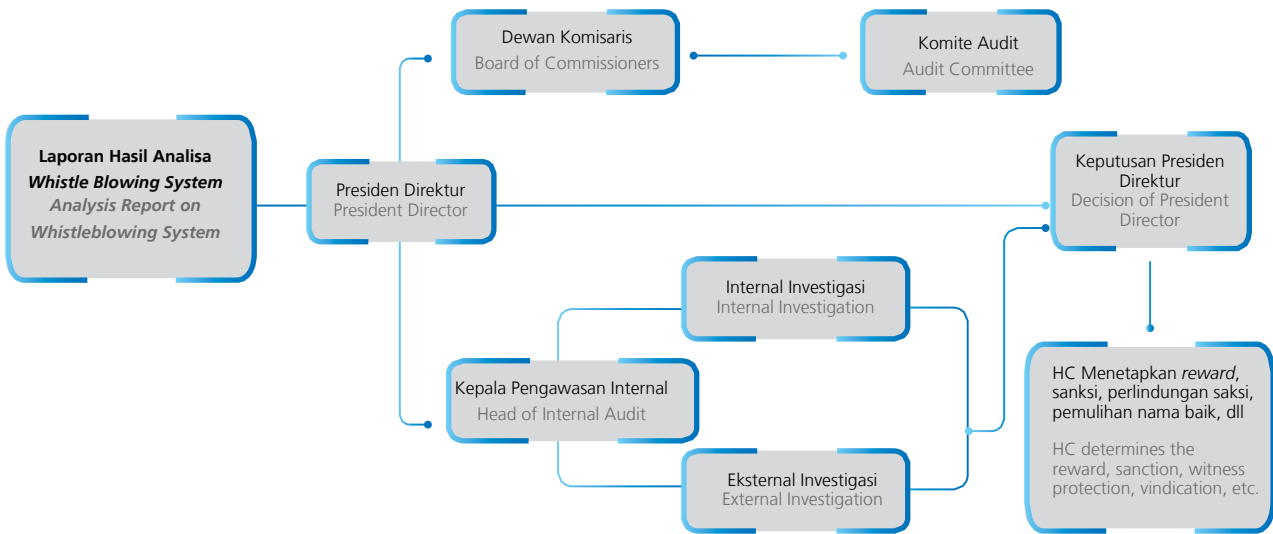 Dewan Komisaris
Board of Commissioners
Komite Audit
Audit Committee
Laporan Hasil Analisa
Whistle Blowing System
Analysis Report on
Whistleblowing System
Presiden Direktur
President Director
Keputusan Presiden
Direktur
Decision of President
Director
Internal Investigasi
Internal Investigation
Kepala Pengawasan Internal
Head of Internal Audit
Eksternal Investigasi
External Investigation
HC Menetapkan reward,
sanksi, perlindungan saksi,
pemulihan nama baik, dll
HC determines the
reward, sanction, witness
protection, vindication, etc.